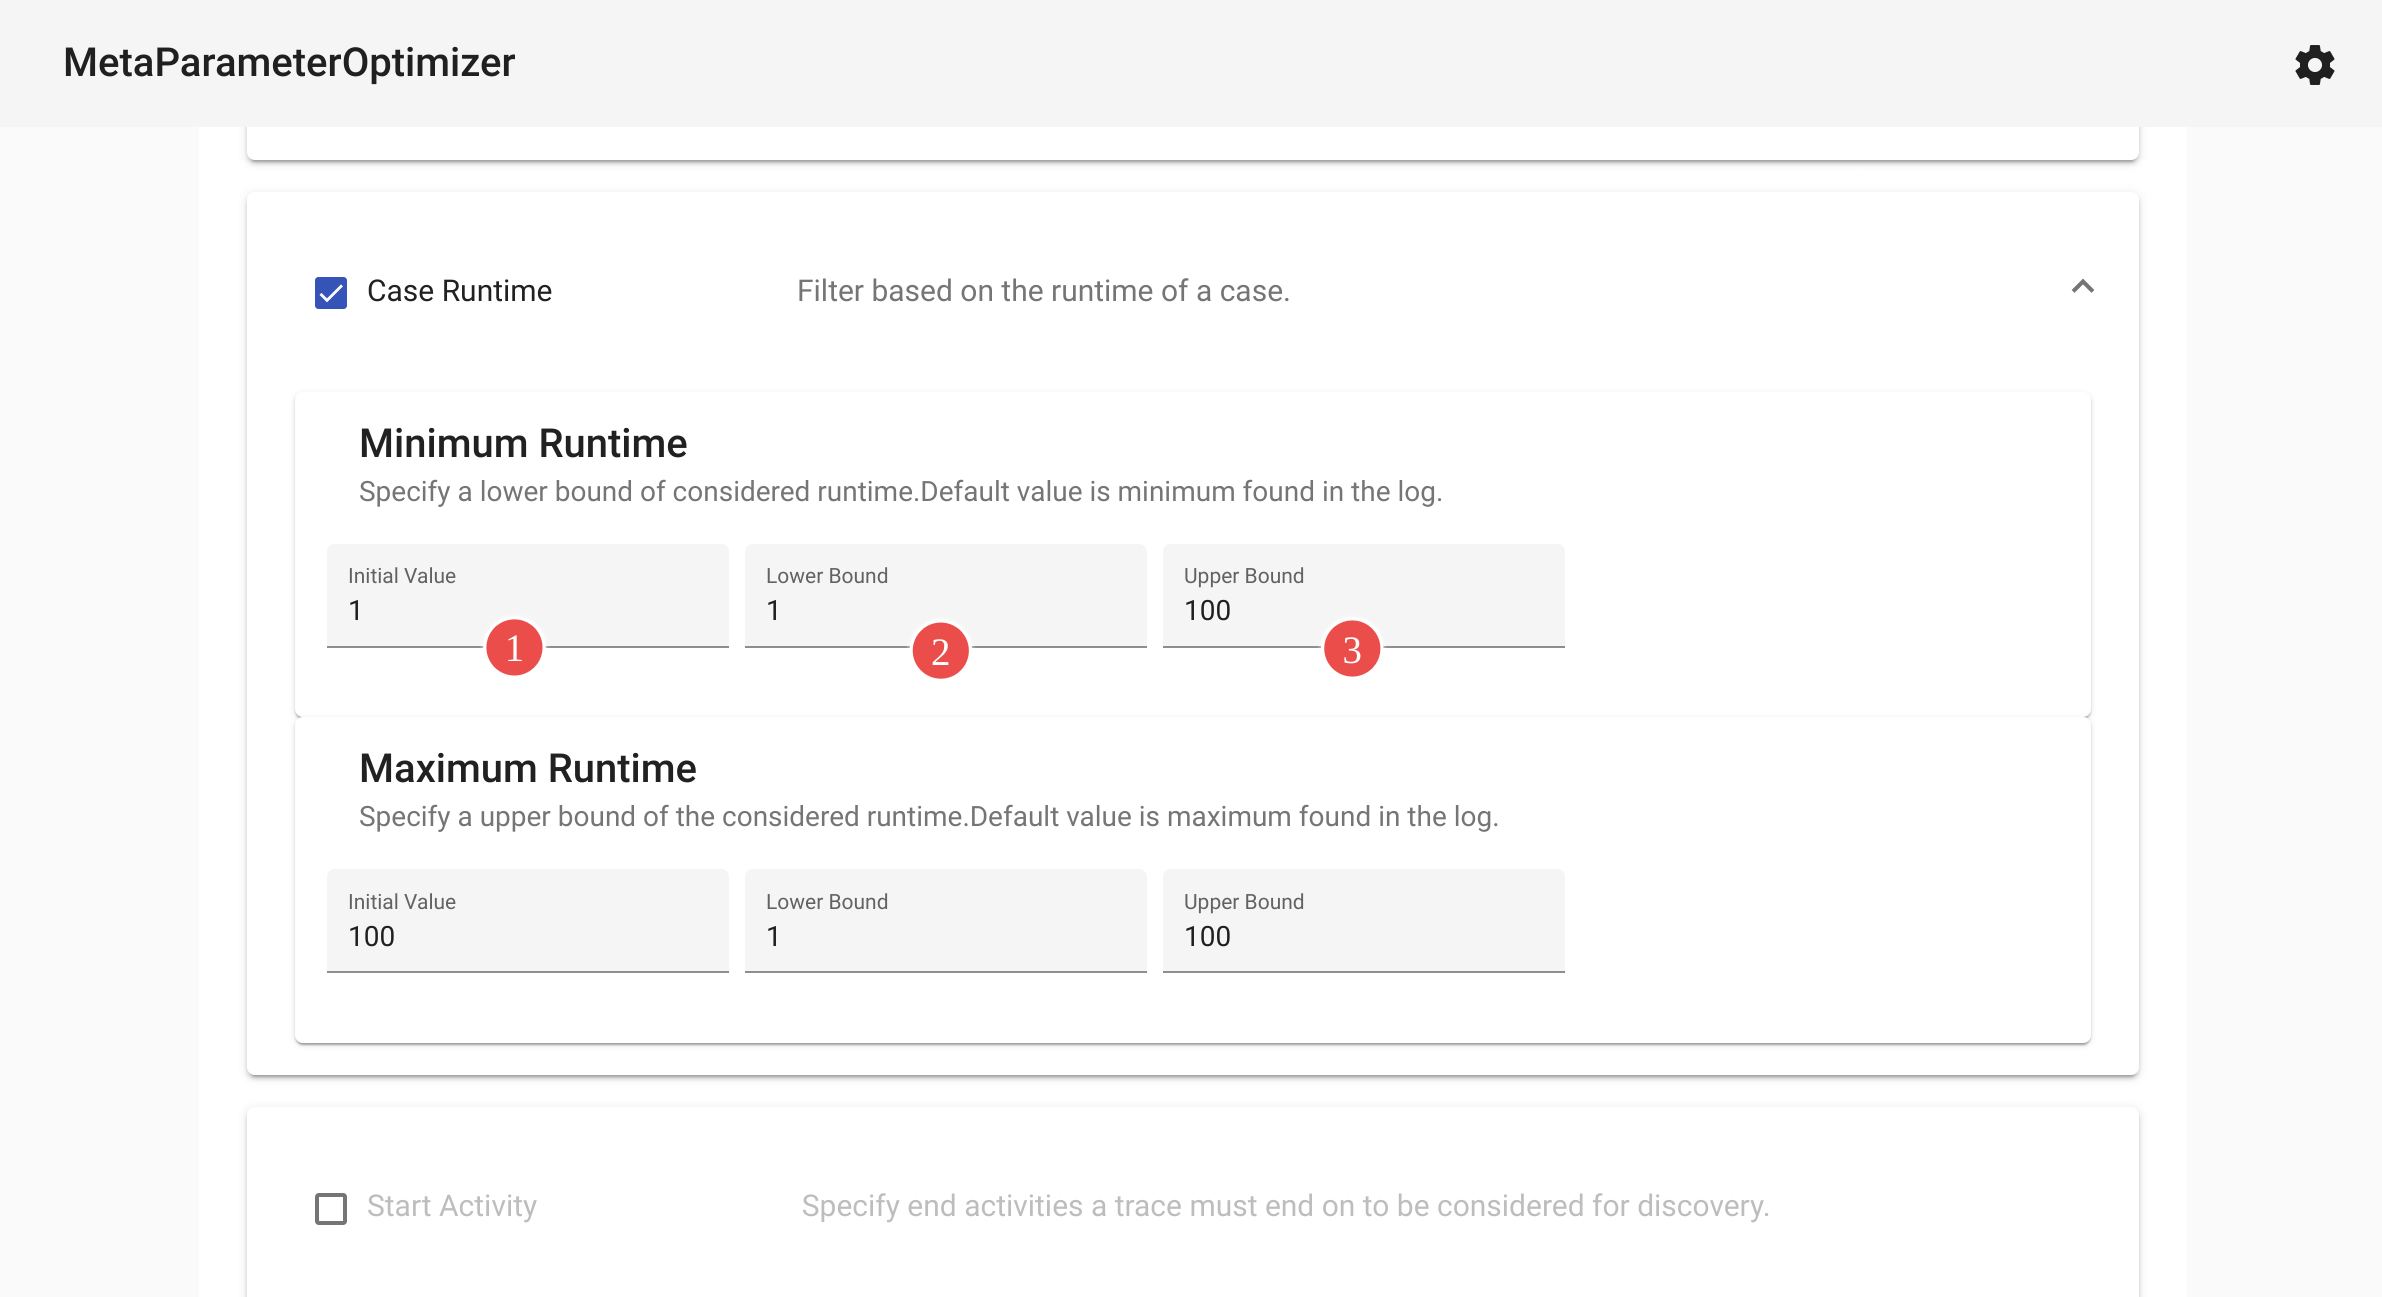 MetaParameterOptimizer
Case Runtime Filter based on the runtime of a case.
Minimum Runtime
Specify a lower bound of considered runtime.Default value is minimum found in the log.
Initial Value Lower Bound Upper Bound
1 1 100
1 2 3
Maximum Runtime
Specify a upper bound of the considered runtime.Default value is maximum found in the log.
Initial Value Lower Bound Upper Bound
100 1 100
Start Activity Specify end activities a trace must end on to be considered for discovery.